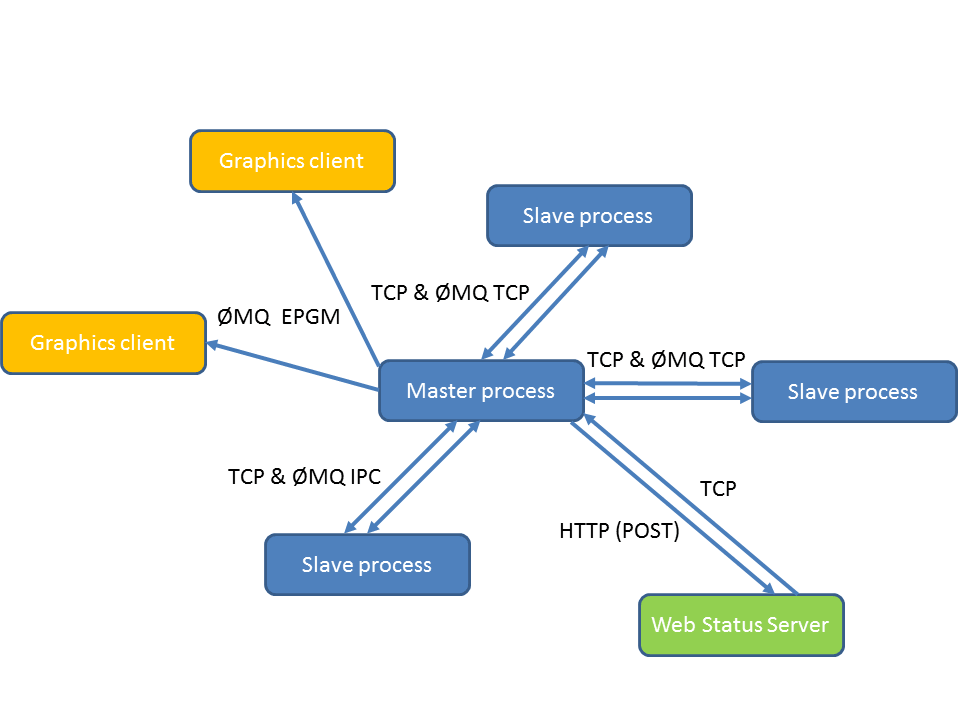 Graphics client
Slave process
TCP & ØMQ TCP
ØMQ  EPGM
Graphics client
TCP & ØMQ TCP
Master process
Slave process
TCP & ØMQ IPC
TCP
HTTP (POST)
Slave process
Web Status Server